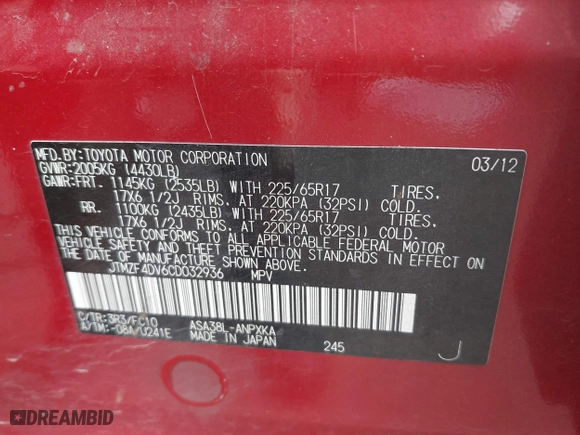 MFD.BY:TOYOTA MOTOR CORPORATION 03/12
GVWR:2005KG (4430LB)
GAWR:FRT. 1145KG (2535LB) WITH 225/65R17 TIRES,
17X6 1/2J RIMS, AT 220KPA (32PSI) COLD.
RR. 1100KG (2435LB) WITH 225/65R17 TIRES,
17X6 1/2J RIMS, AT 220KPA (32PSI) COLD.
THIS VEHICLE CONFORMS TO ALL APPLICABLE FEDERAL MOTOR
VEHICLE SAFETY AND THEFT PREVENTION STANDARDS IN EFFECT ON
THE DATE OF MANUFACTURE SHOWN ABOVE.
JTMZF4DV6CD032936 MPV
C/TR:3R3/FC10 ASA38L-ANPXKA
A/TM:-08A/U241E MADE IN JAPAN 245 J
DREAMBID